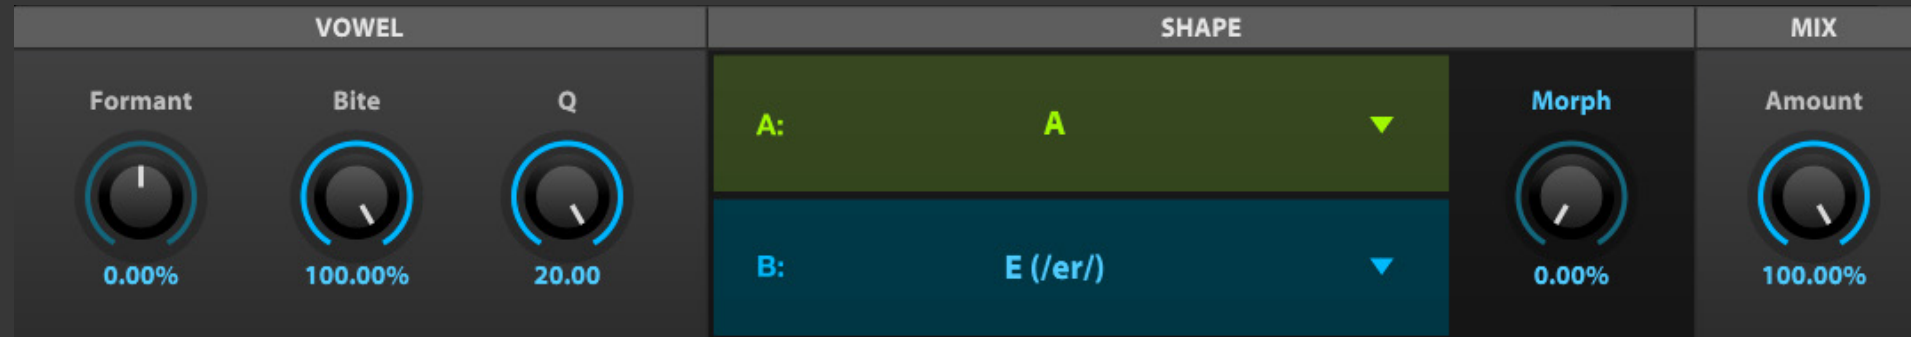 VOWEL SHAPE MIX
Formant Bite Q Morph Amount
A: A
B: E (/er/)
0.00% 100.00% 20.00 0.00% 100.00%